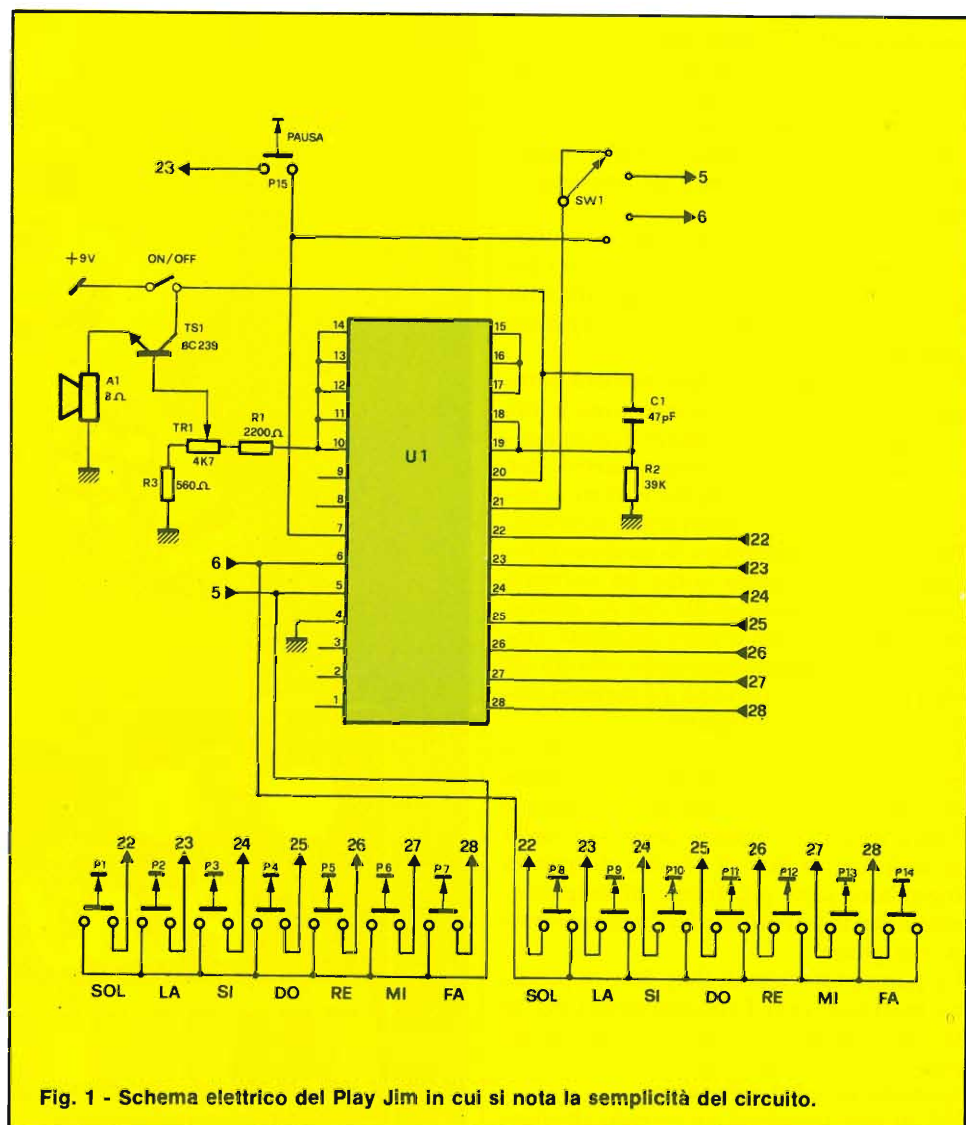 PAUSA
23
P15
5
SW1
6
+9V
ON/OFF
TS1
BC239
14
15
13
16
A1
8Ω
12
17
C1
47pF
TR1
R1
2200Ω
11
18
4K7
10
19
U1
R2
39K
R3
560Ω
9
20
8
21
7
22
22
6
6
23
23
5
5
24
24
4
25
25
3
26
26
2
27
27
1
28
28
22 23 24 25 26 27 28
22 23 24 25 26 27 28
P1 P2 P3 P4 P5 P6 P7
P8 P9 P10 P11 P12 P13 P14
SOL LA SI DO RE MI FA
SOL LA SI DO RE MI FA
Fig. 1 - Schema elettrico del Play Jim in cui si nota la semplicità del circuito.